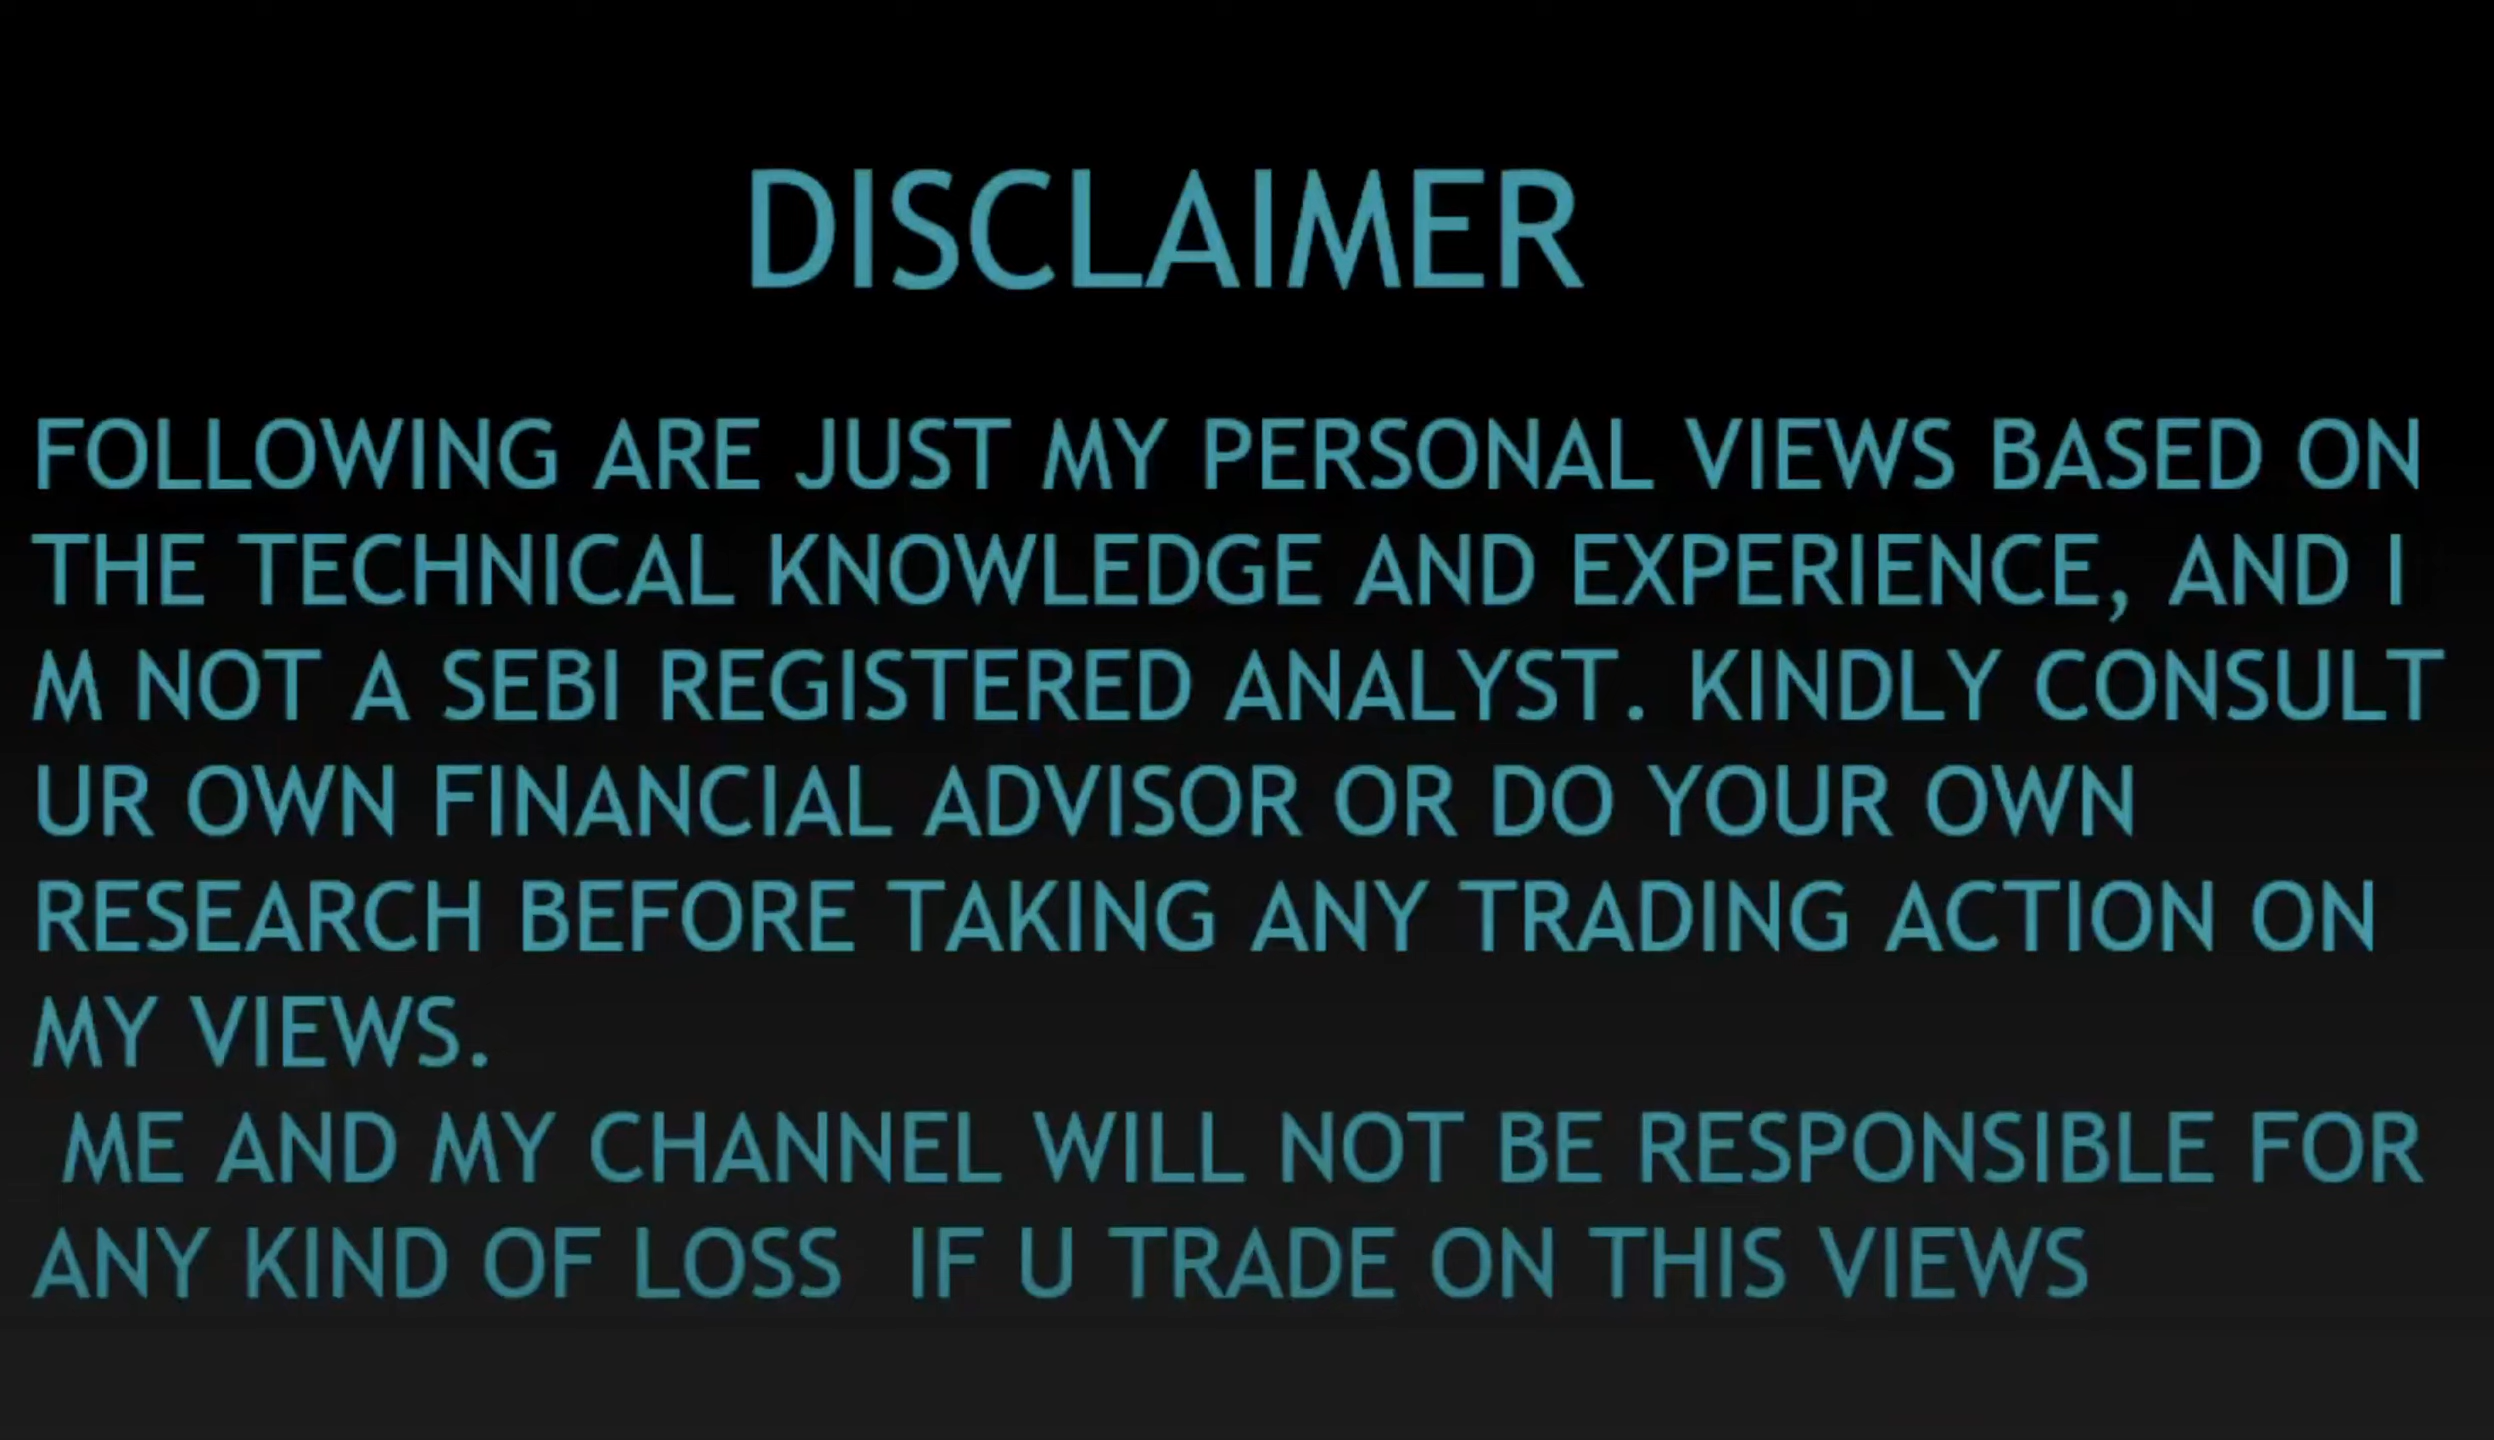 DISCLAIMER
FOLLOWING ARE JUST MY PERSONAL VIEWS BASED ON
THE TECHNICAL KNOWLEDGE AND EXPERIENCE, AND I
M NOT A SEBI REGISTERED ANALYST. KINDLY CONSULT
UR OWN FINANCIAL ADVISOR OR DO YOUR OWN
RESEARCH BEFORE TAKING ANY TRADING ACTION ON
MY VIEWS.
ME AND MY CHANNEL WILL NOT BE RESPONSIBLE FOR
ANY KIND OF LOSS  IF U TRADE ON THIS VIEWS